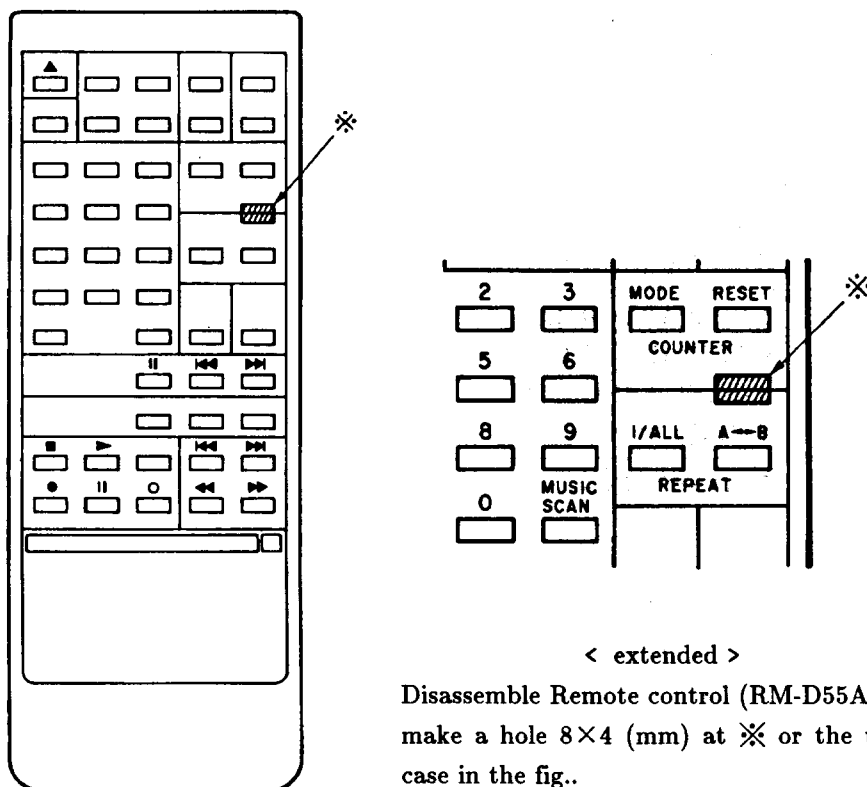 ※
2 3 MODE RESET
※
COUNTER
5 6
8 9 I/ALL A↔B
0 MUSIC SCAN REPEAT
< extended >
Disassemble Remote control (RM-D55A
make a hole 8×4 (mm) at ※ or the
case in the fig..